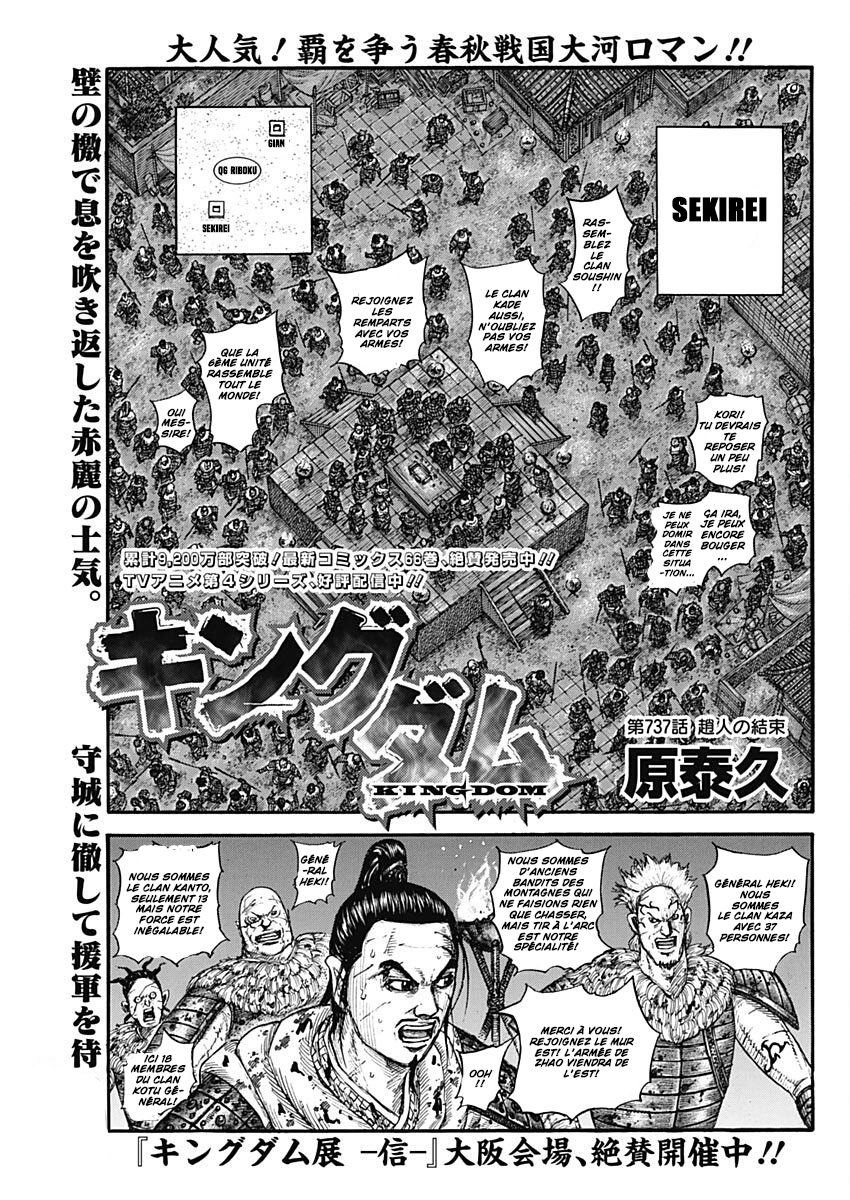 大人気！覇を争う春秋戦国大河ロマン!!
壁の檄で息を吹き返した赤麗の士気。
守城に徹して援軍を待
SEKIREI
GIAN
QG RIBOKU
SEKIREI
RAS-
SEM-
BLEZ
LE
CLAN
SOUSHIN
!!
LE CLAN
KADE
AUSSI,
N'OUBLIEZ
PAS VOS
ARMES!
REJOIGNEZ
LES
REMPARTS
AVEC VOS
ARMES!
QUE LA
6ÈME UNITÉ
RASSEMBLE
TOUT LE
MONDE!
OUI
MES-
SIRE!
KORI!
TU DEVRAIS
TE
REPOSER
UN PEU
PLUS!
ÇA IRA,
JE PEUX
ENCORE
BOUGER
...
JE NE
PEUX
DOMIR
DANS
CETTE
SITUA-
TION...
累計9,200万部突破！最新コミックス66巻、絶賛発売中!!
TVアニメ第4シリーズ、好評配信中!!
キングダム
KINGDOM
第737話 趙人の結束
原泰久
GÉNÉRAL HEKI!
NOUS
SOMMES
LE CLAN KAZA
AVEC 37
PERSONNES!
NOUS SOMMES
D'ANCIENS
BANDITS DES
MONTAGNES QUI
NE FAISIONS RIEN
QUE CHASSER,
MAIS TIR À L'ARC
EST NOTRE
SPÉCIALITÉ!
GÉNÉ
-RAL
HEKI!
NOUS SOMMES
LE CLAN KANTO,
SEULEMENT 13
MAIS NOTRE
FORCE EST
INÉGALABLE!
MERCI À VOUS!
REJOIGNEZ LE MUR
EST! L'ARMÉE DE
ZHAO VIENDRA DE
L'EST!
OOH
!!
ICI 18
MEMBRES
DU CLAN
KOTU GÉ-
NÉRAL!
『キングダム展 -信-』大阪会場、絶賛開催中!!